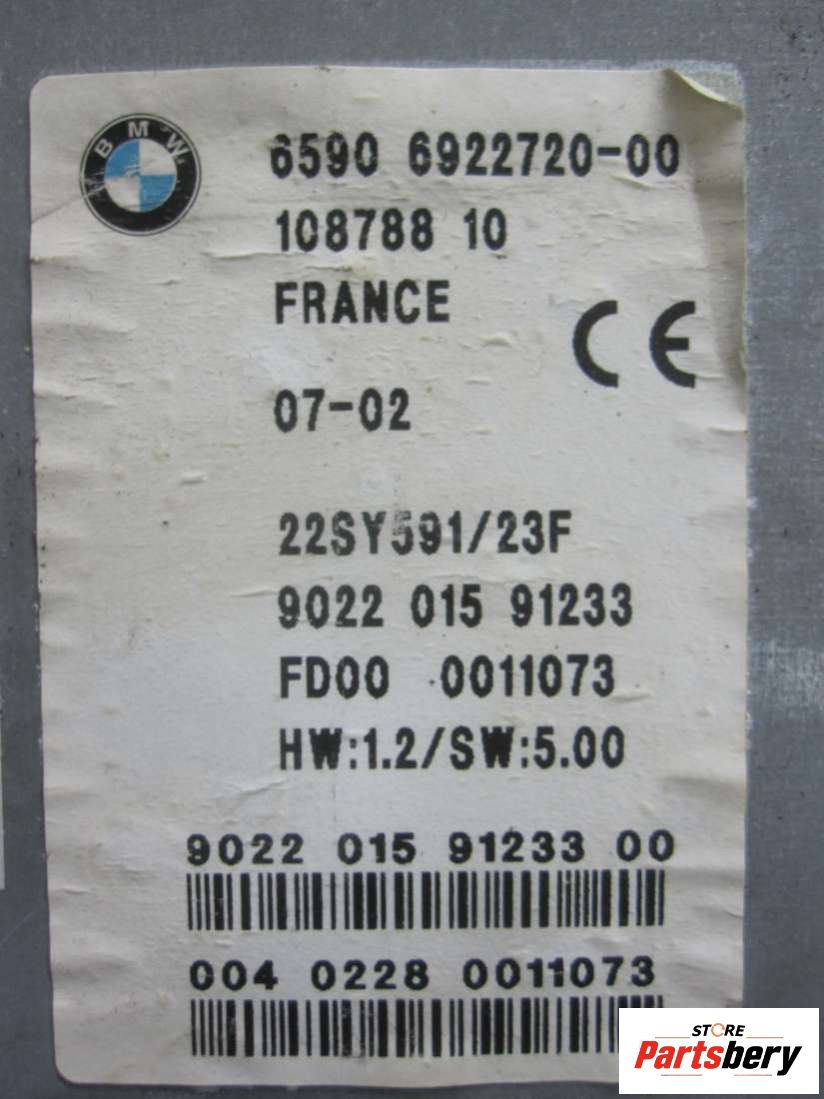 BMW
6590 6922720-00
108788 10
FRANCE
CE
07-02
22SY591/23F
9022 015 91233
FD00 0011073
HW:1.2/SW:5.00
9022 015 91233 00
004 0228 0011073
STORE
Partsbery